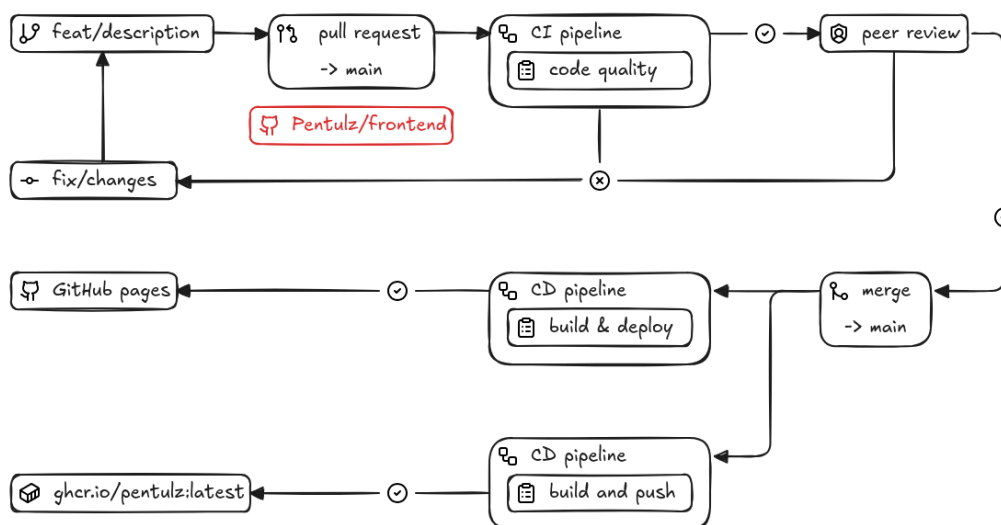 feat/description
pull request
-> main
CI pipeline
code quality
peer review
Pentulz/frontend
fix/changes
GitHub pages
CD pipeline
build & deploy
merge
-> main
CD pipeline
build and push
ghcr.io/pentulz:latest